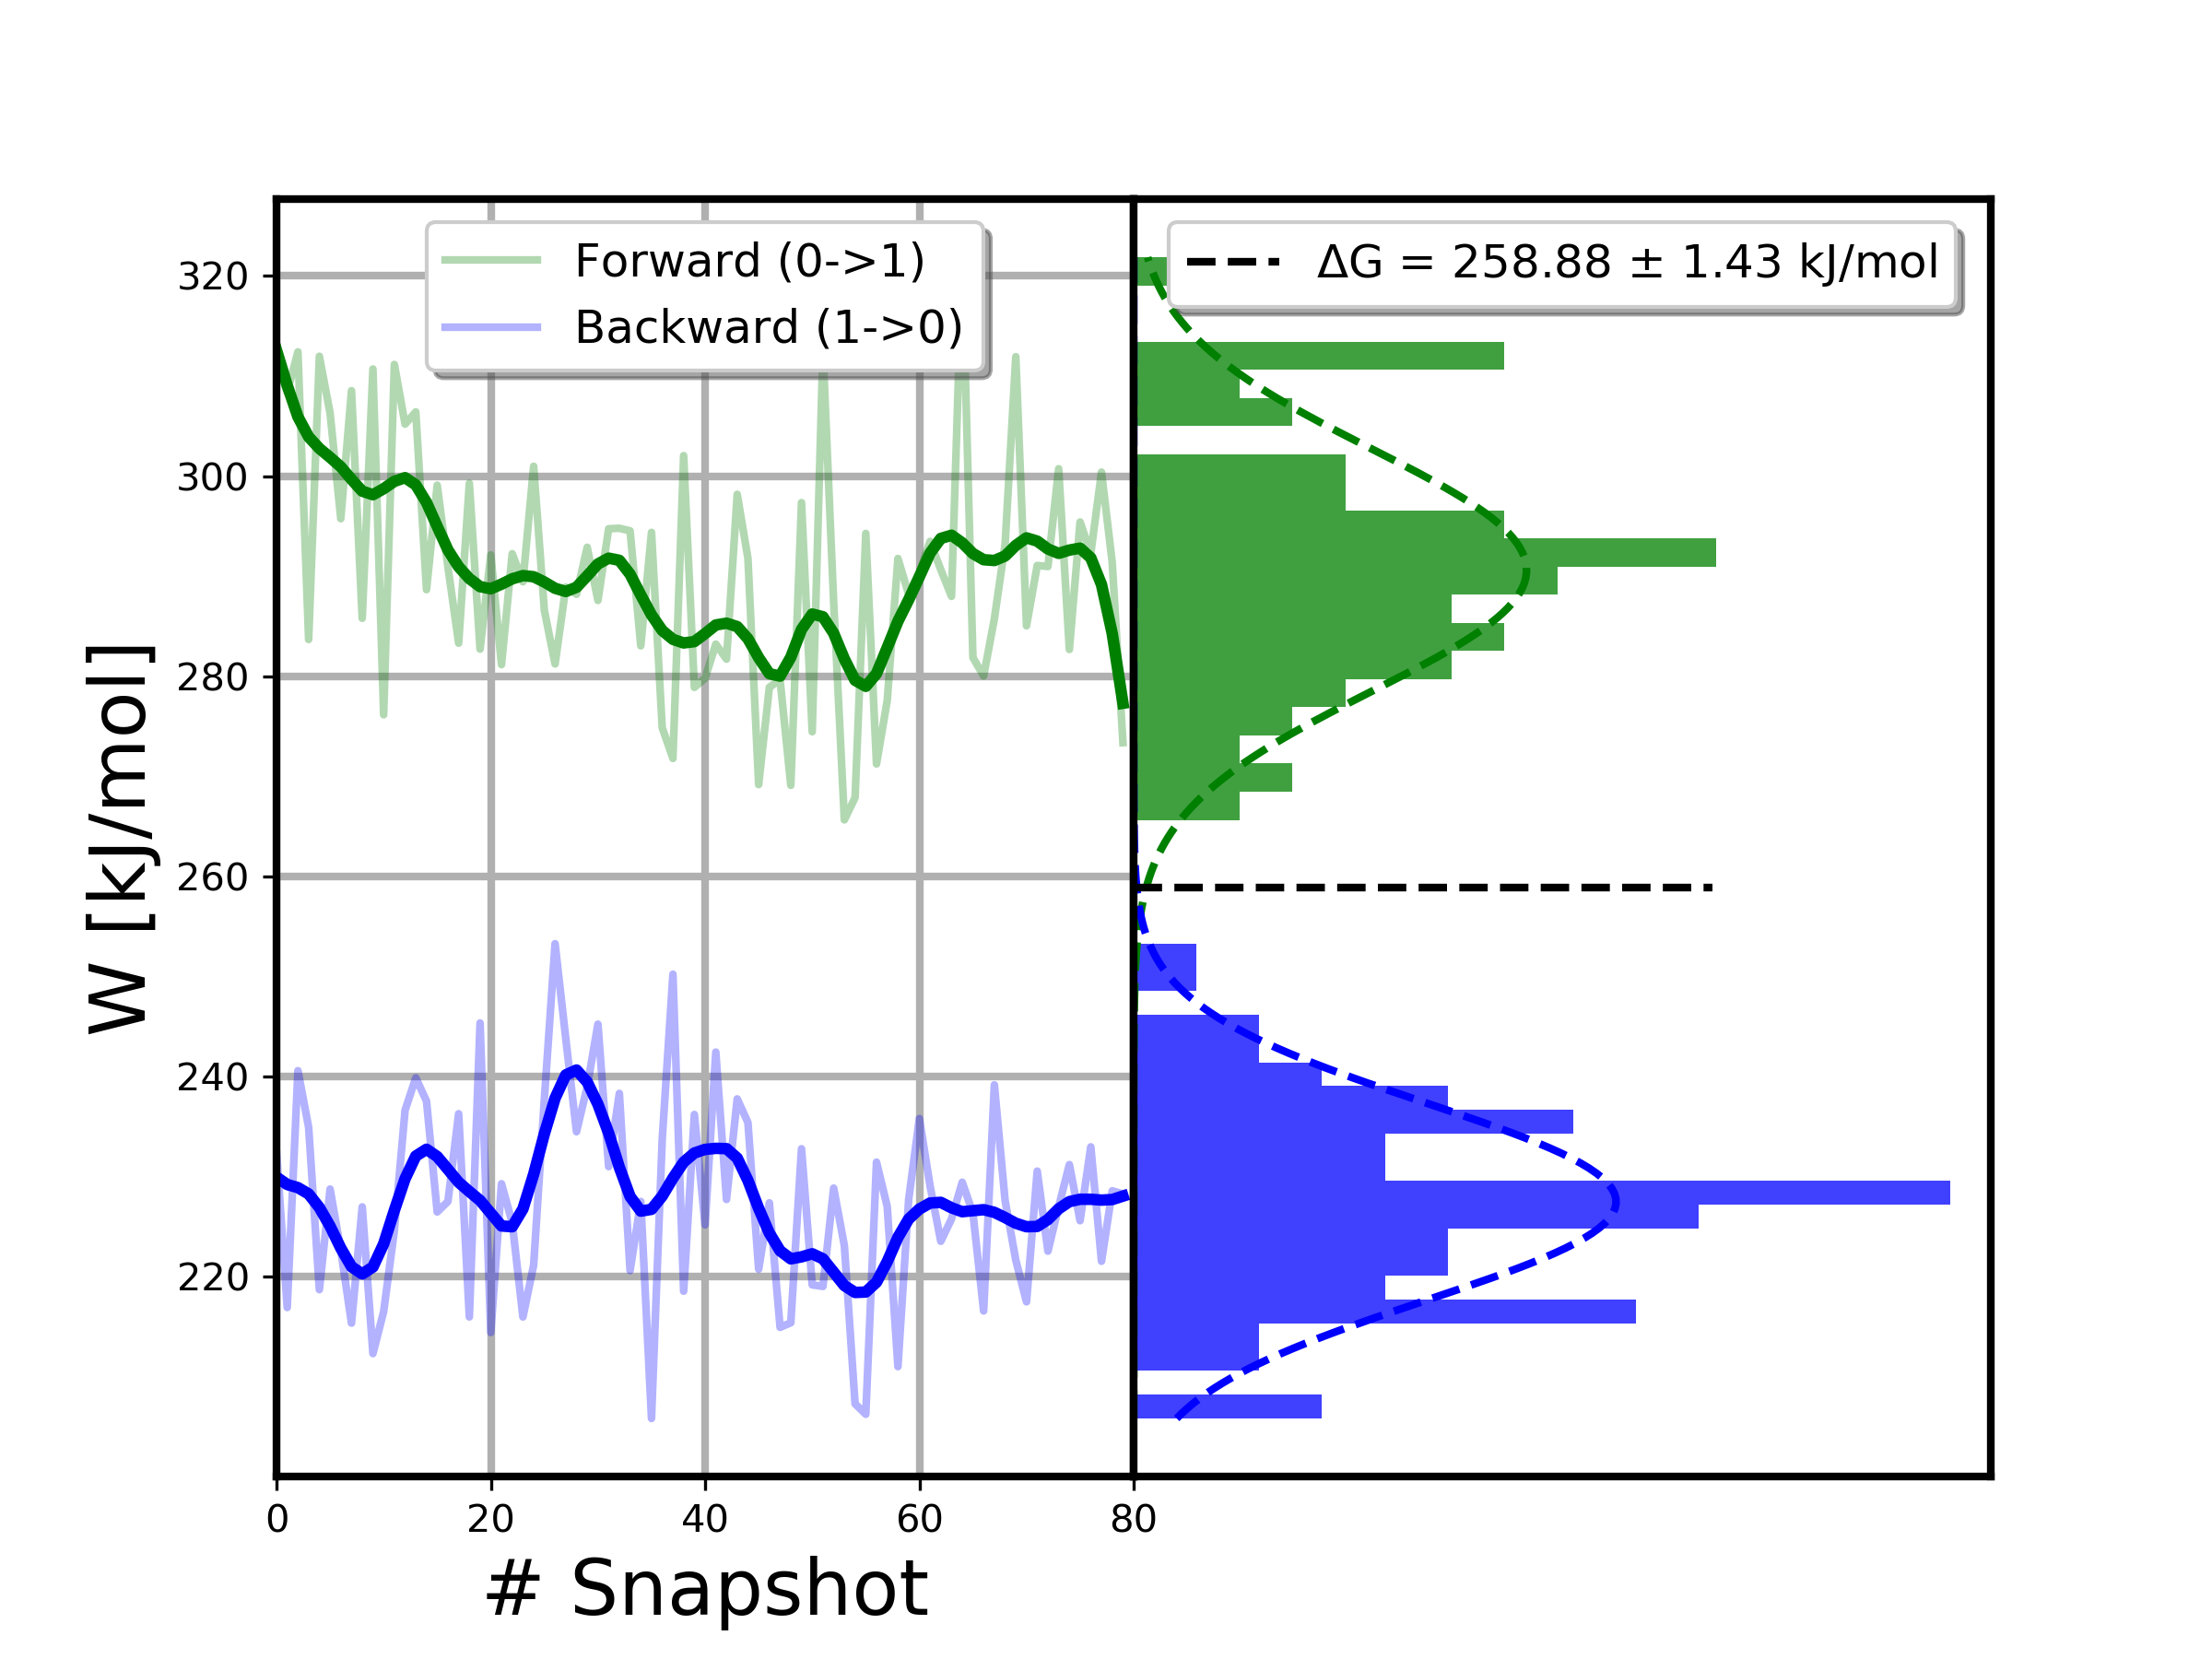 Forward (0->1)
Backward (1->0)
ΔG = 258.88 ± 1.43 kJ/mol
W [kJ/mol]
320
300
280
260
240
220
0 20 40 60 80
# Snapshot